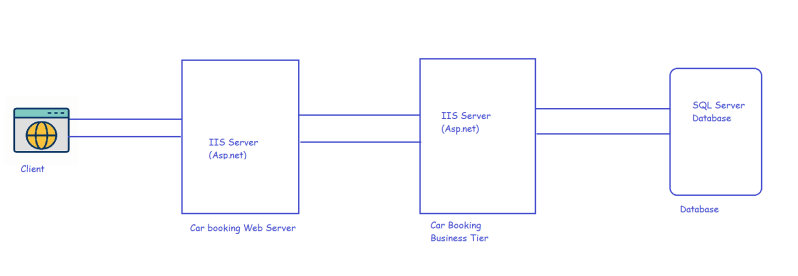 Client
IIS Server
(Asp.net)
Car booking Web Server
IIS Server
(Asp.net)
Car Booking
Business Tier
SQL Server
Database
Database